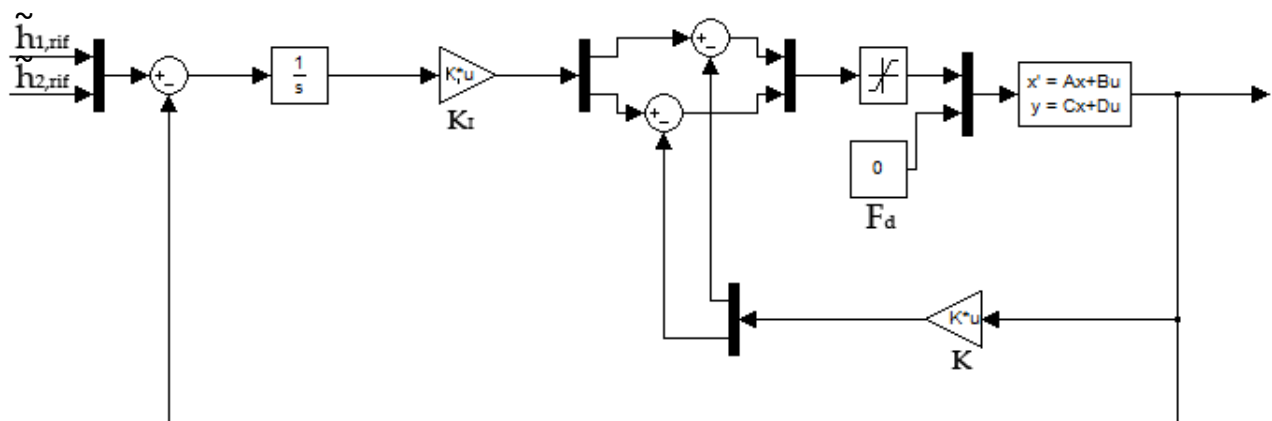 h̃1,rif
h̃2,rif
1
s
K*u
KI
0
Fd
x' = Ax+Bu
y = Cx+Du
K*u
K